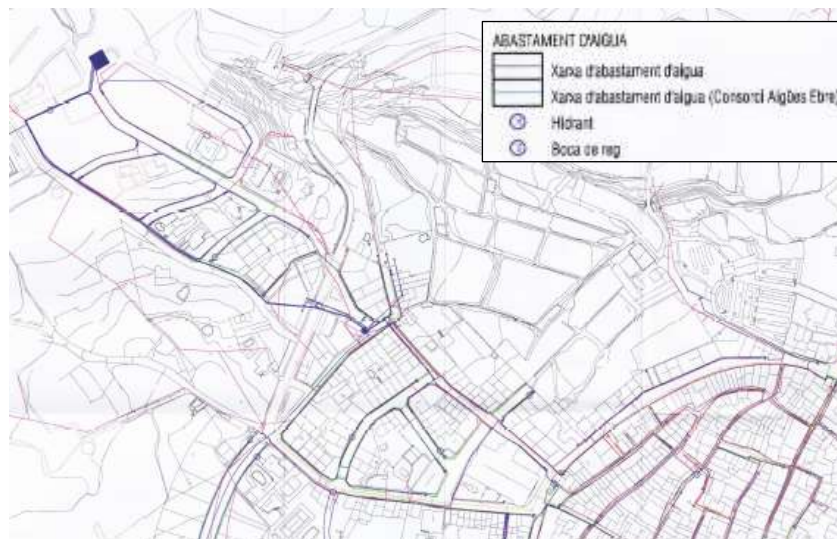 ABASTAMENT D'AIGUA
Xarxa d'abastament d'aigua
Xarxa d'abastament d'aigua (Consorci Aigües Ebre)
Hidrant
Boca de reg